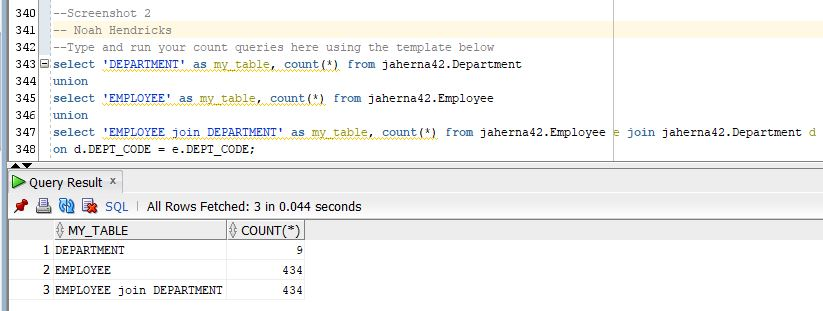 340 --Screenshot 2
341 -- Noah Hendricks
342 --Type and run your count queries here using the template below
343 select 'DEPARTMENT' as my_table, count(*) from jaherna42.Department
344 union
345 select 'EMPLOYEE' as my_table, count(*) from jaherna42.Employee
346 union
347 select 'EMPLOYEE join DEPARTMENT' as my_table, count(*) from jaherna42.Employee e join jaherna42.Department d
348 on d.DEPT_CODE = e.DEPT_CODE;
Query Result x
SQL | All Rows Fetched: 3 in 0.044 seconds
MY_TABLE COUNT(*)
1 DEPARTMENT 9
2 EMPLOYEE 434
3 EMPLOYEE join DEPARTMENT 434